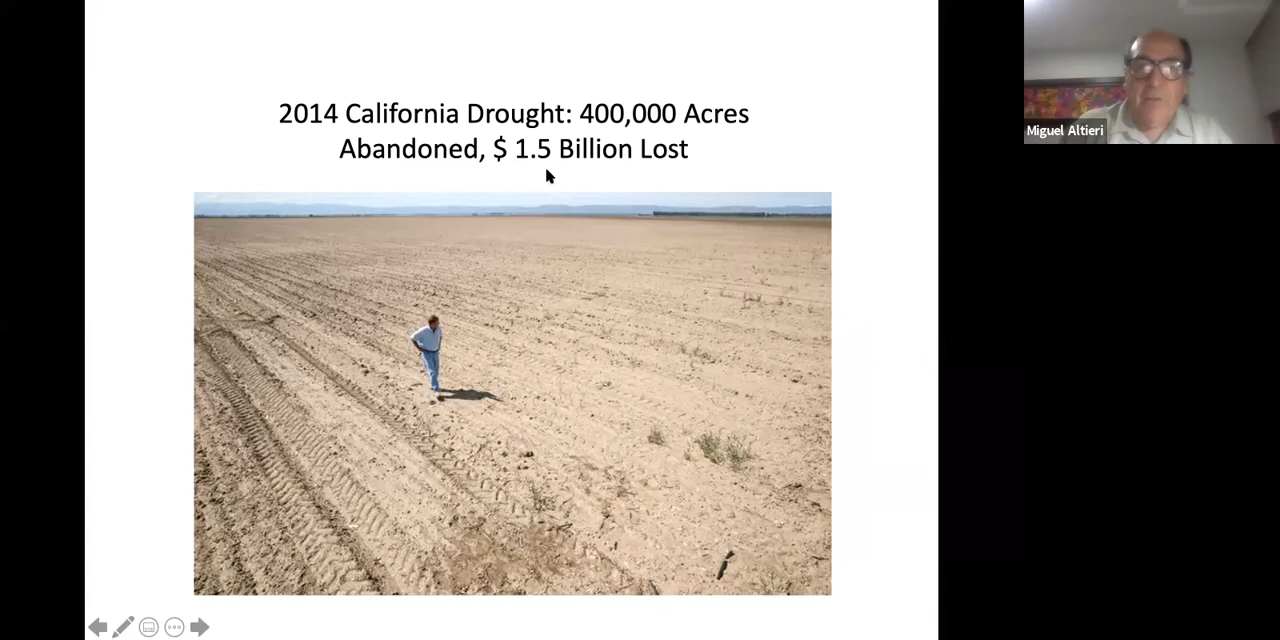 2014 California Drought: 400,000 Acres
Abandoned, $ 1.5 Billion Lost
Miguel Altieri